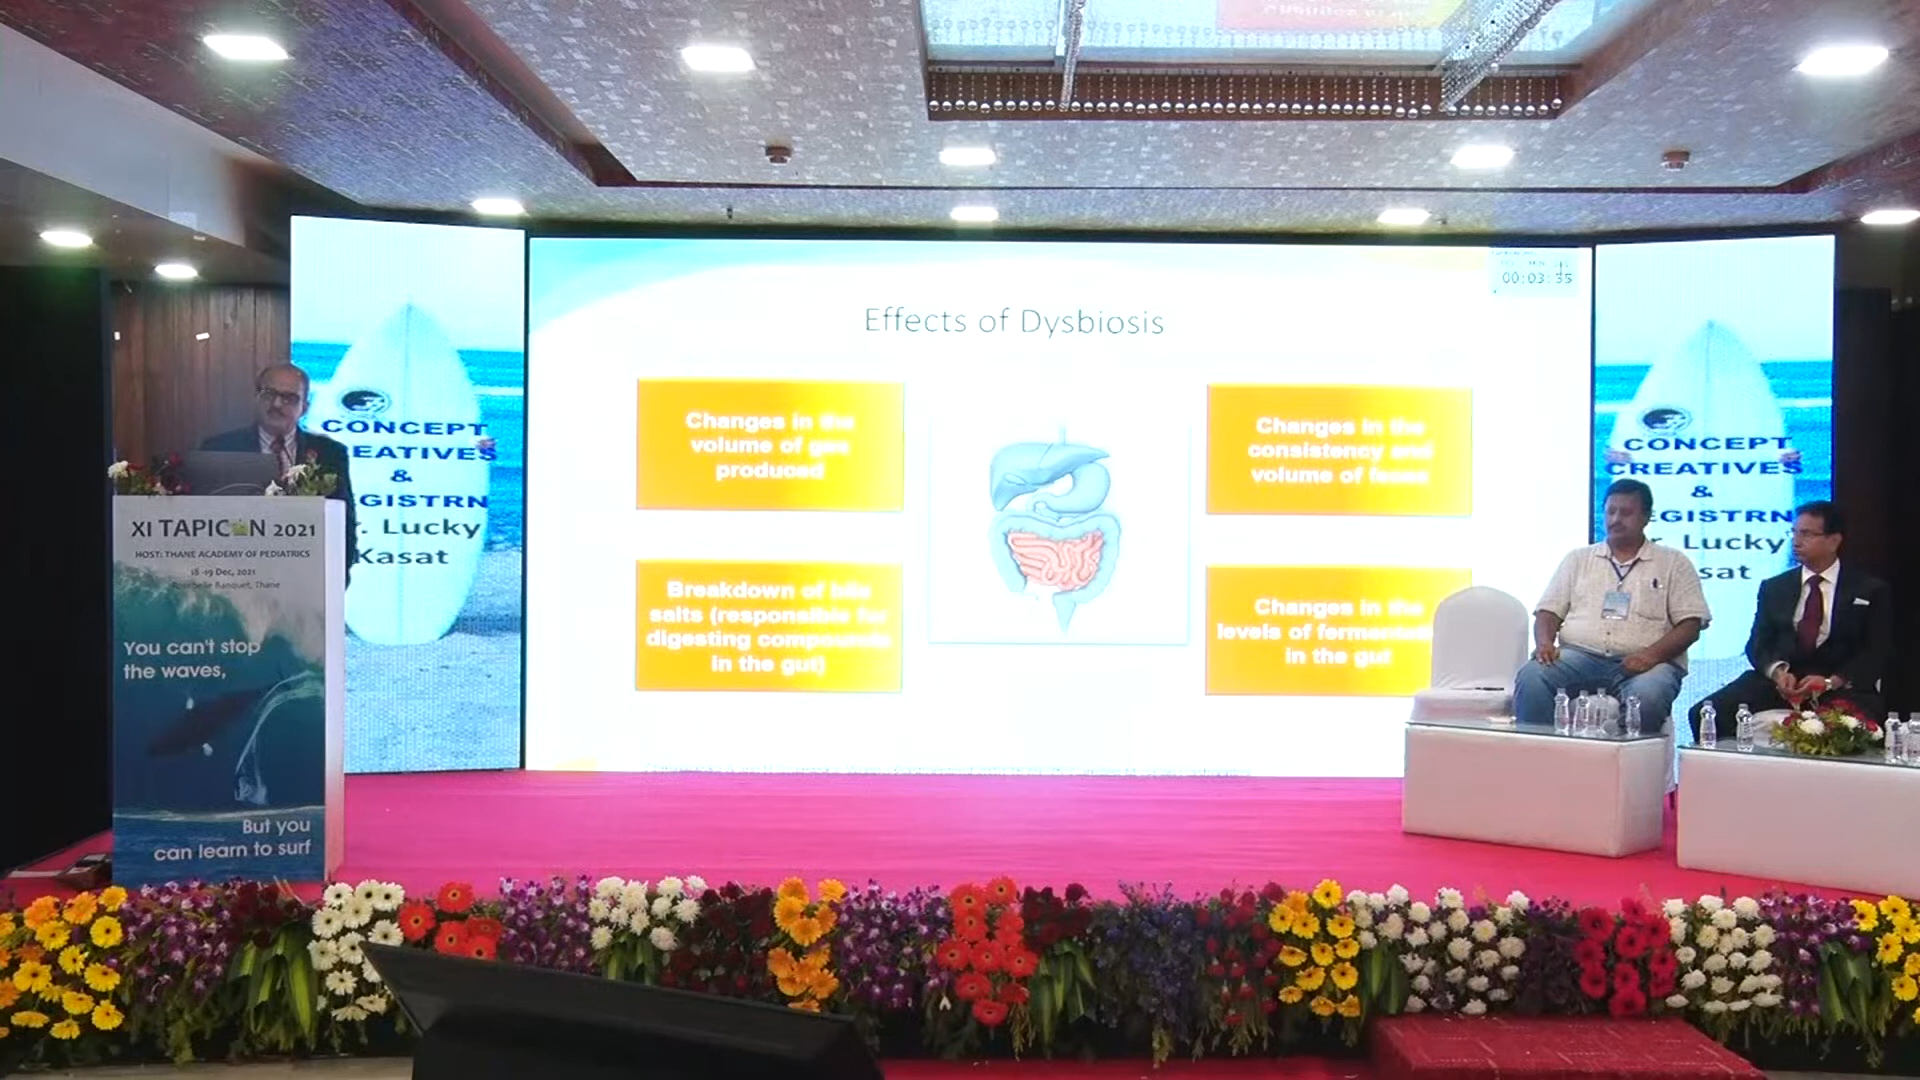 Effects of Dysbiosis
00:03:35
Changes in the
volume of gas
produced
Changes in the
consistency and
volume of feces
Breakdown of bile
salts (responsible for
digesting compounds
in the gut)
Changes in the
levels of
in the gut
CONCEPT
EATIVES
&
GISTRN
r. Lucky
Kasat
CONCEPT
CREATIVES
&
EGISTRN
r. Lucky
sat
XI TAPICON 2021
HOST: THANE ACADEMY OF PEDIATRICS
18 -19 Dec, 2021
Banquet, Thane
You can't stop
the waves,
But you
can learn to surf